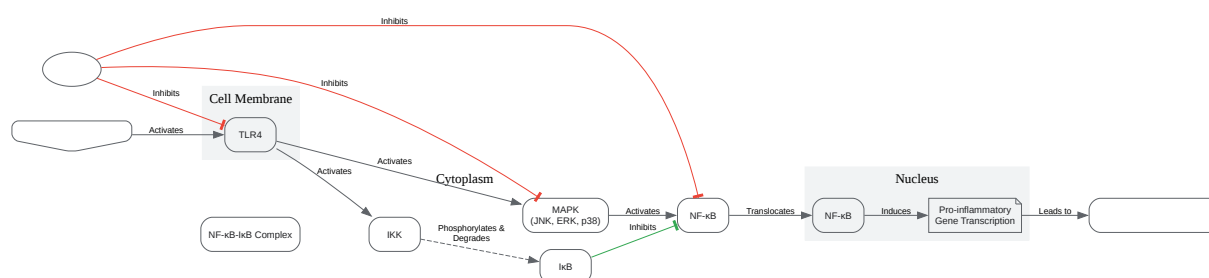 Inhibits
Inhibits
Inhibits
Cell Membrane
Activates
TLR4
Activates
Activates
Cytoplasm
Nucleus
MAPK
(JNK, ERK, p38)
Activates
NF-κB
Translocates
NF-κB
Induces
Pro-inflammatory
Gene Transcription
Leads to
NF-κB-IκB Complex
IKK
Phosphorylates &
Degrades
Inhibits
IκB